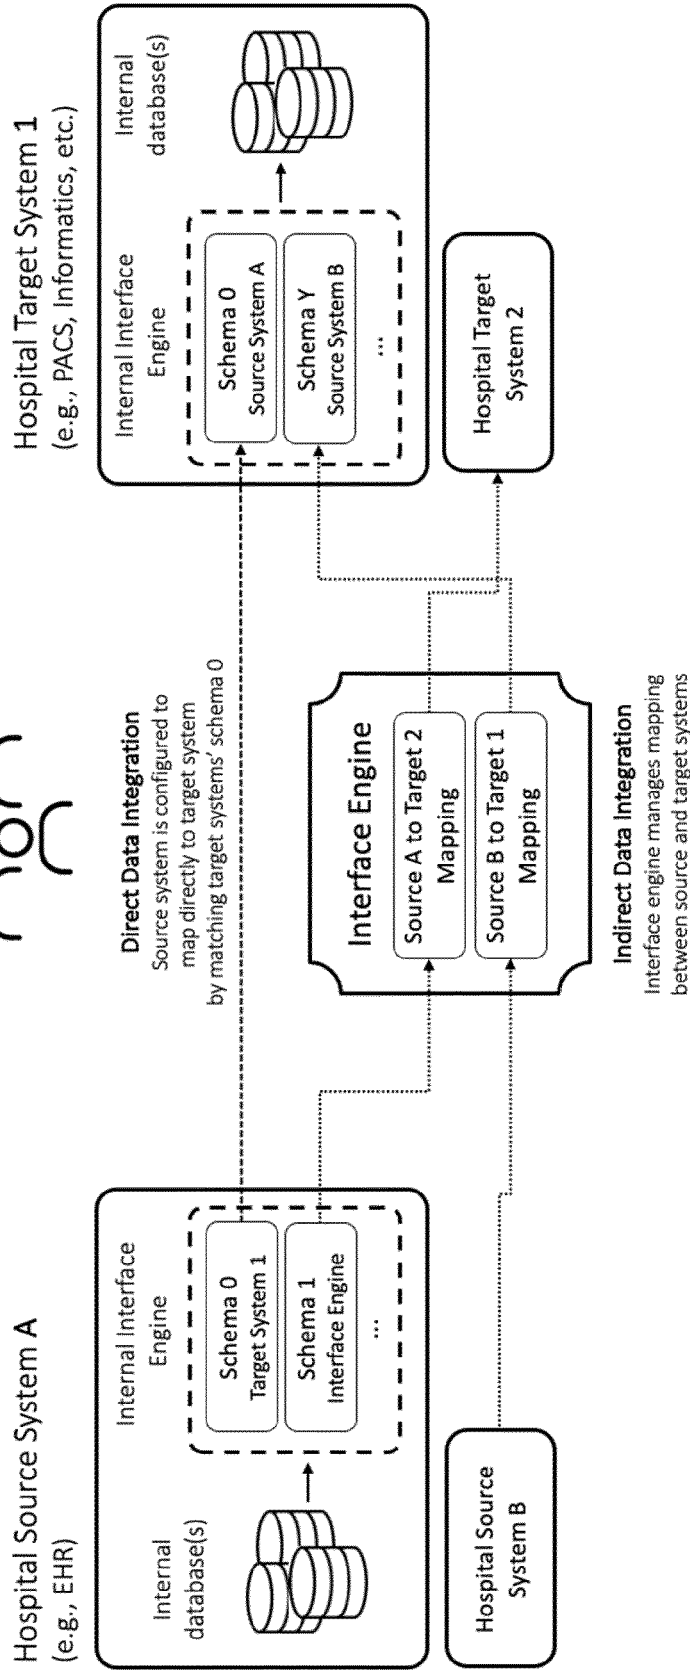 Hospital Source System A
(e.g., EHR)
Internal
database(s)
Internal Interface
Engine
Schema 0
Target System 1
Schema 1
Interface Engine
...
Hospital Source
System B
Direct Data Integration
Source system is configured to
map directly to target system
by matching target systems' schema 0
Interface Engine
Source A to Target 2
Mapping
Source B to Target 1
Mapping
Indirect Data Integration
Interface engine manages mapping
between source and target systems
Hospital Target System 1
(e.g., PACS, Informatics, etc.)
Internal Interface
Engine
Internal
database(s)
Schema 0
Source System A
Schema Y
Source System B
...
Hospital Target
System 2